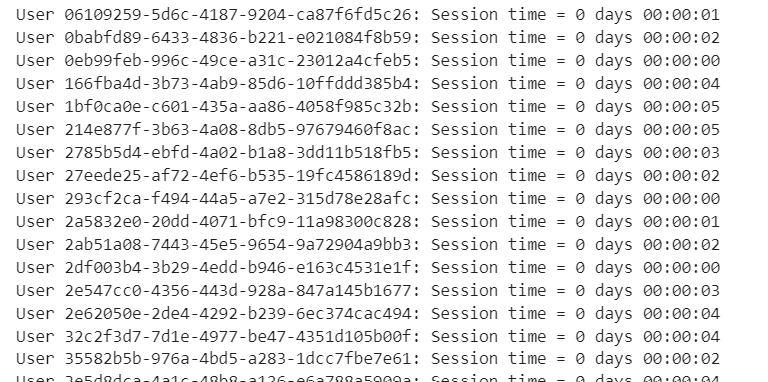 User 06109259-5d6c-4187-9204-ca87f6fd5c26: Session time = 0 days 00:00:01
User 0babfd89-6433-4836-b221-e021084f8b59: Session time = 0 days 00:00:02
User 0eb99feb-996c-49ce-a31c-23012a4cfeb5: Session time = 0 days 00:00:00
User 166fba4d-3b73-4ab9-85d6-10ffddd385b4: Session time = 0 days 00:00:04
User 1bf0ca0e-c601-435a-aa86-4058f985c32b: Session time = 0 days 00:00:05
User 214e877f-3b63-4a08-8db5-97679460f8ac: Session time = 0 days 00:00:05
User 2785b5d4-ebfd-4a02-b1a8-3dd11b518fb5: Session time = 0 days 00:00:03
User 27eede25-af72-4ef6-b535-19fc4586189d: Session time = 0 days 00:00:02
User 293cf2ca-f494-44a5-a7e2-315d78e28afc: Session time = 0 days 00:00:00
User 2a5832e0-20dd-4071-bfc9-11a98300c828: Session time = 0 days 00:00:01
User 2ab51a08-7443-45e5-9654-9a72904a9bb3: Session time = 0 days 00:00:02
User 2df003b4-3b29-4edd-b946-e163c4531e1f: Session time = 0 days 00:00:00
User 2e547cc0-4356-443d-928a-847a145b1677: Session time = 0 days 00:00:03
User 2e62050e-2de4-4292-b239-6ec374cac494: Session time = 0 days 00:00:04
User 32c2f3d7-7d1e-4977-be47-4351d105b00f: Session time = 0 days 00:00:04
User 35582b5b-976a-4bd5-a283-1dcc7fbe7e61: Session time = 0 days 00:00:02
User Session time = 0 days 00:00:04